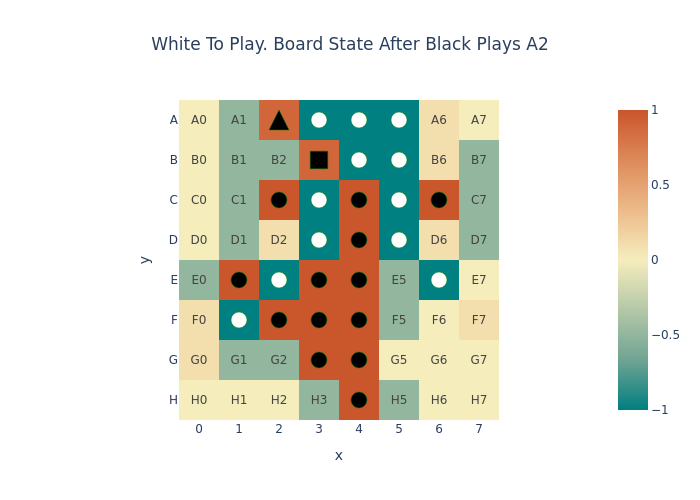 White To Play. Board State After Black Plays A2
A A0 A1 A6 A7 1
B B0 B1 B2 B6 B7
C C0 C1 C7 0.5
D D0 D1 D2 D6 D7
y
E E0 E5 E7 0
F F0 F5 F6 F7 −0.5
G G0 G1 G2 G5 G6 G7
H H0 H1 H2 H3 H5 H6 H7 −1
0 1 2 3 4 5 6 7
x